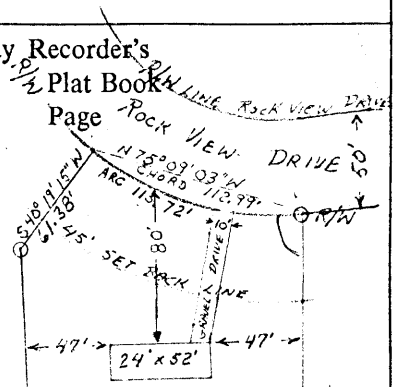 y Recorder's
Plat Book
Page
R/W
R/W LINE ROCK VIEW DRIVE
ROCK VIEW DRIVE
50'
N 75° 09' 03" W
CHORD 112.99'
ARC 115.72'
R/W
S 40° 19' 15" W
61.38'
45' SET BACK LINE
80'
10'
GRAVELL DRIVE
47'
47'
24' x 52'